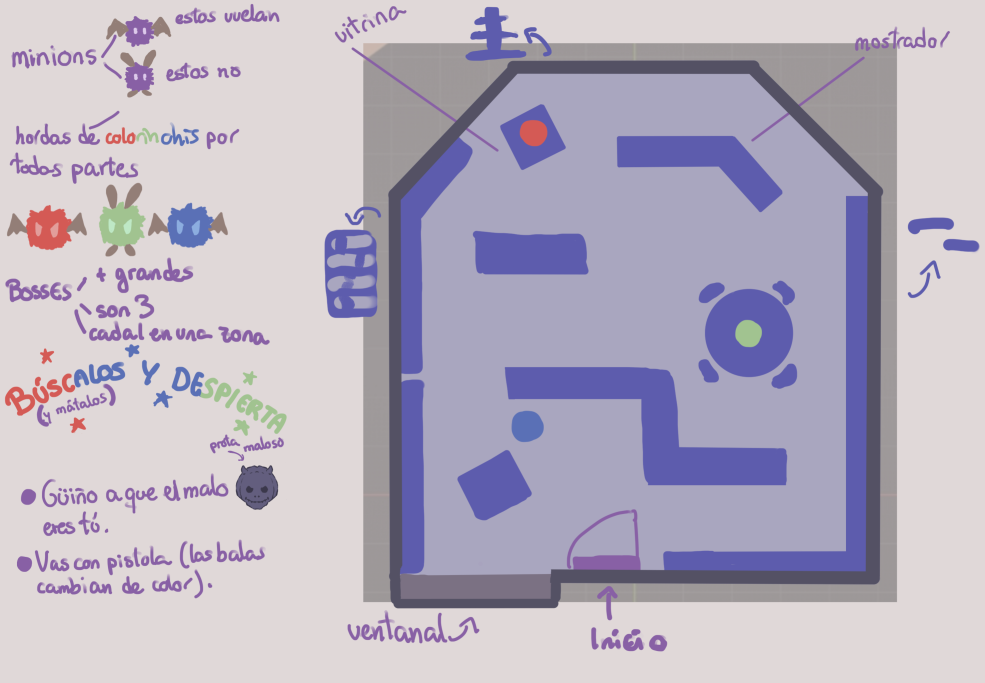 estos vuelan
minions
estos no
hordas de colorinchis por
todas partes
+ grandes
Bosses
son 3
cadal en una zona
BÚSCALOS Y DESPIERTA
(y mátalos)
prota maloso
Güiño a que el malo
eres tú.
Vas con pistola (las balas
cambian de color).
vitrina
mostrador
ventanal
Inicio